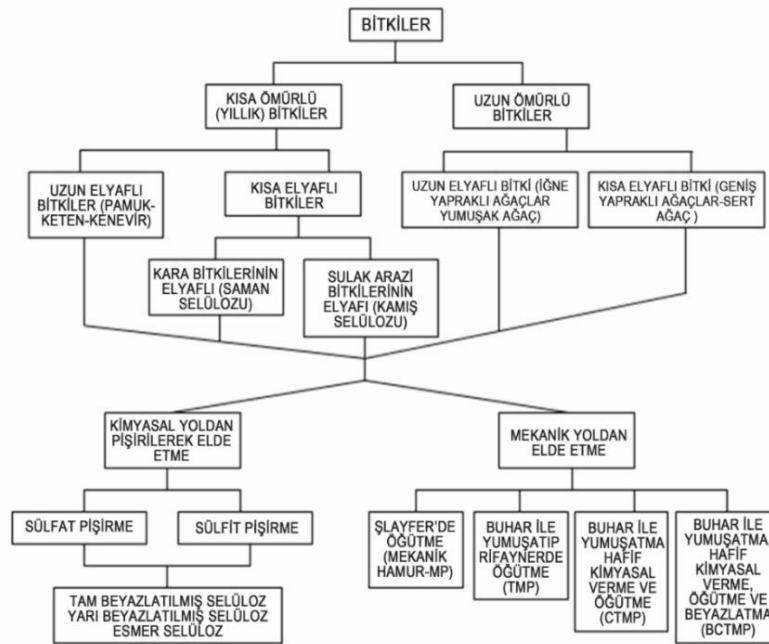 BİTKİLER
KISA ÖMÜRLÜ
(YILLIK) BİTKİLER
UZUN ÖMÜRLÜ
BİTKİLER
UZUN ELYAFLI
BİTKİLER (PAMUK-
KETEN-KENEVİR)
KISA ELYAFLI
BİTKİLER
UZUN ELYAFLI BİTKİ (İĞNE
YAPRAKLI AĞAÇLAR
YUMUŞAK AĞAÇ)
KISA ELYAFLI BİTKİ (GENİŞ
YAPRAKLI AĞAÇLAR-SERT
AĞAÇ )
KARA BİTKİLERİNİN
ELYAFLI (SAMAN
SELÜLOZU)
SULAK ARAZİ
BİTKİLERİNİN
ELYAFI (KAMIŞ
SELÜLOZU)
KİMYASAL YOLDAN
PİŞİRİLEREK ELDE
ETME
MEKANİK YOLDAN
ELDE ETME
SÜLFAT PİŞİRME
SÜLFİT PİŞİRME
ŞLAYFER'DE
ÖĞÜTME
(MEKANİK
HAMUR-MP)
BUHAR İLE
YUMUŞATIP
RİFAYNERDE
ÖĞÜTME
(TMP)
BUHAR İLE
YUMUŞATMA
HAFİF
KİMYASAL
VERME VE
ÖĞÜTME
(CTMP)
BUHAR İLE
YUMUŞATMA,
HAFİF
KİMYASAL
VERME,
ÖĞÜTME VE
BEYAZLATMA
(BCTMP)
TAM BEYAZLATILMIŞ SELÜLOZ
YARI BEYAZLATILMIŞ SELÜLOZ
ESMER SELÜLOZ